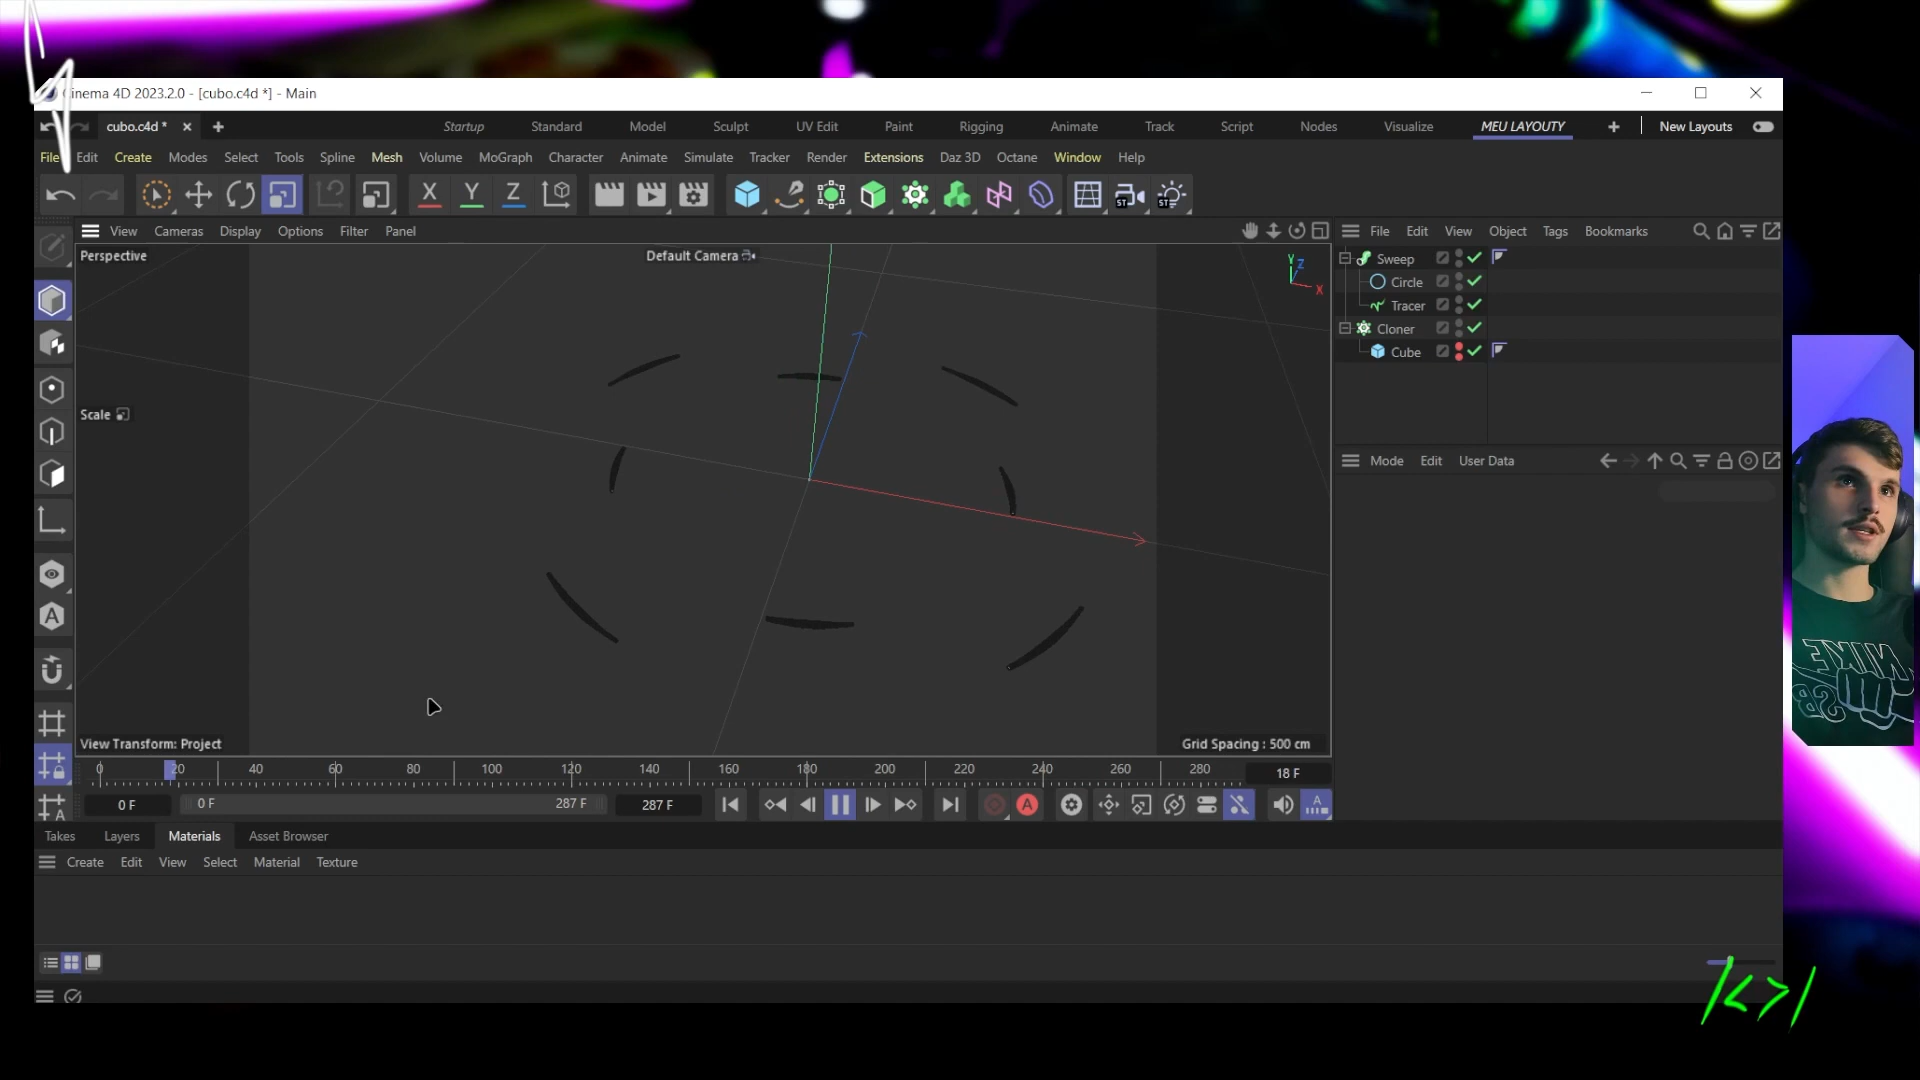 Cinema 4D 2023.2.0 - [cubo.c4d *] - Main
cubo.c4d *
Startup Standard Model Sculpt UV Edit Paint Rigging Animate Track Script Nodes Visualize MEU LAYOUTY New Layouts
File Edit Create Modes Select Tools Spline Mesh Volume MoGraph Character Animate Simulate Tracker Render Extensions Daz 3D Octane Window Help
X Y Z
ST ST
View Cameras Display Options Filter Panel
File Edit View Object Tags Bookmarks
Perspective
Default Camera
Y Z X
Sweep
Circle
Tracer
Cloner
Cube
Scale
Mode Edit User Data
View Transform: Project
Grid Spacing : 500 cm
0 20 40 60 80 100 120 140 160 180 200 220 240 260 280
18 F
0 F
0 F
287 F
287 F
Takes Layers Materials Asset Browser
Create Edit View Select Material Texture
NIKE
SB